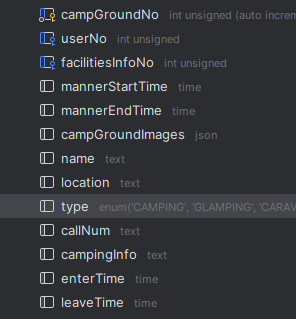 campGroundNo int unsigned (auto increm
userNo int unsigned
facilitiesInfoNo int unsigned
mannerStartTime time
mannerEndTime time
campGroundImages json
name text
location text
type enum('CAMPING', 'GLAMPING', 'CARAV
callNum text
campingInfo text
enterTime time
leaveTime time